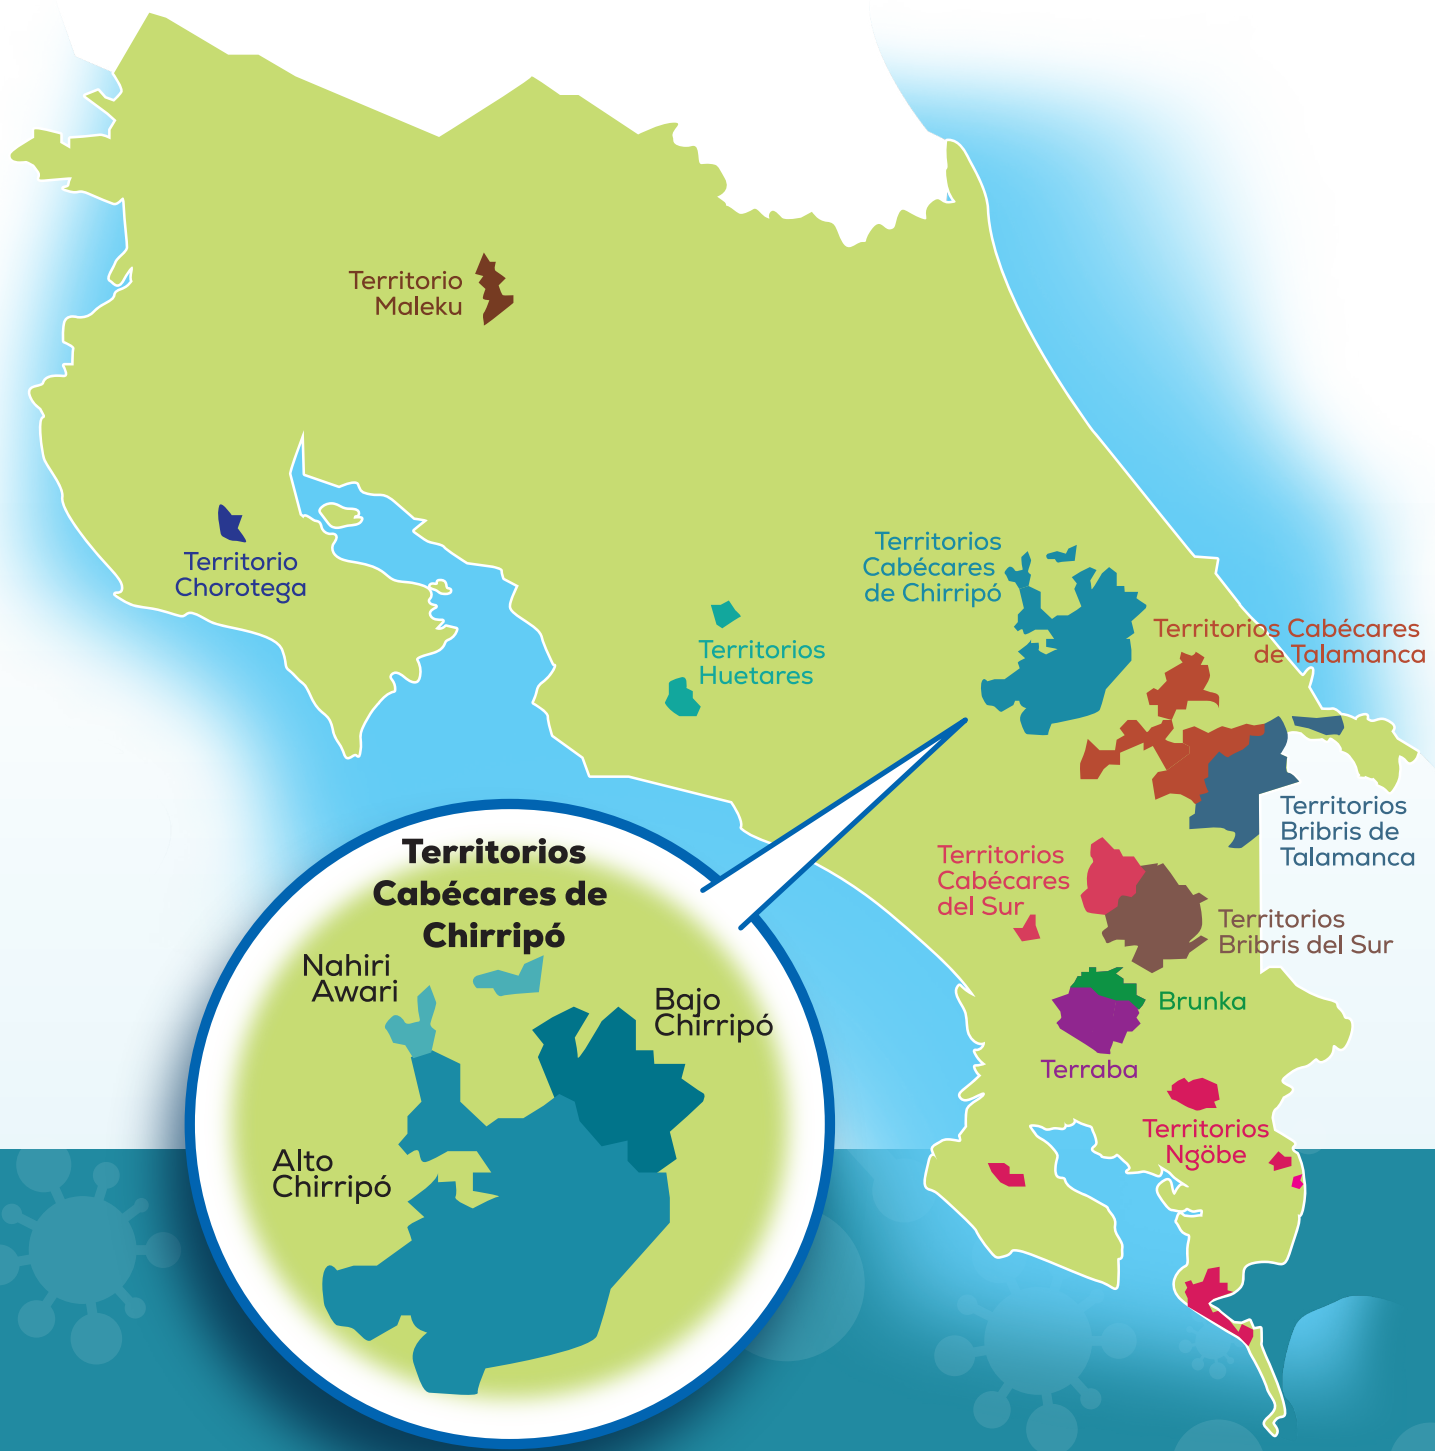 Territorio
Maleku
Territorio
Chorotega
Territorios
Huetares
Territorios
Cabécares
de Chirripó
Territorios Cabécares
de Talamanca
Territorios
Bribris de
Talamanca
Territorios
Cabécares
del Sur
Territorios
Bribris del Sur
Brunka
Terraba
Territorios
Ngöbe
Territorios
Cabécares de
Chirripó
Nahiri
Awari
Bajo
Chirripó
Alto
Chirripó